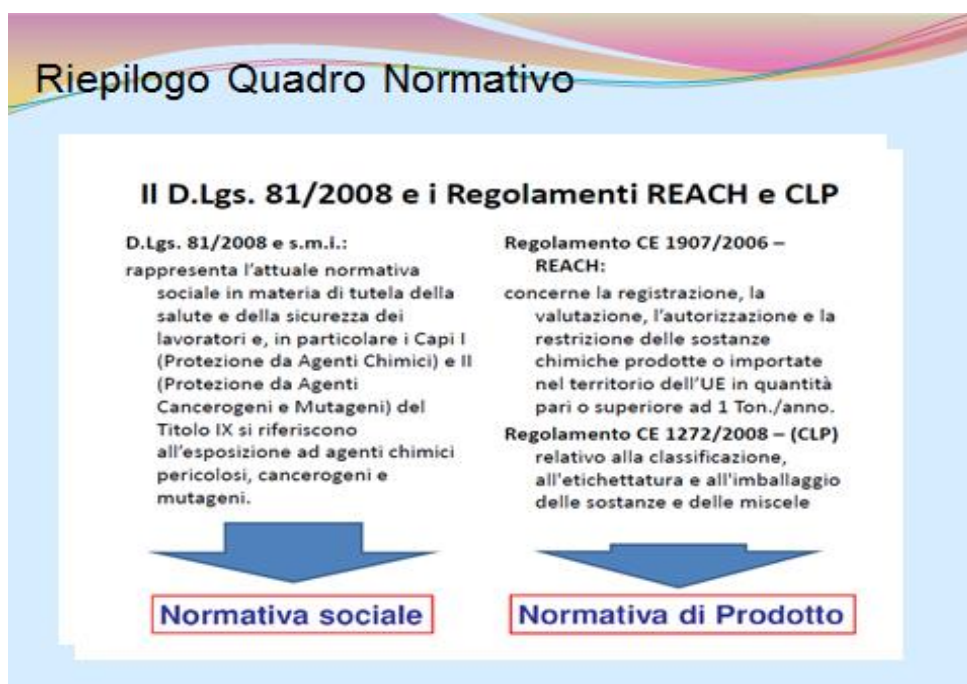 Riepilogo Quadro Normativo
Il D.Lgs. 81/2008 e i Regolamenti REACH e CLP
D.Lgs. 81/2008 e s.m.i.:
rappresenta l'attuale normativa
sociale in materia di tutela della
salute e della sicurezza dei
lavoratori e, in particolare i Capi I
(Protezione da Agenti Chimici) e II
(Protezione da Agenti
Cancerogeni e Mutageni) del
Titolo IX si riferiscono
all'esposizione ad agenti chimici
pericolosi, cancerogeni e
mutageni.
Normativa sociale
Regolamento CE 1907/2006 –
REACH:
concerne la registrazione, la
valutazione, l'autorizzazione e la
restrizione delle sostanze
chimiche prodotte o importate
nel territorio dell'UE in quantità
pari o superiore ad 1 Ton./anno.
Regolamento CE 1272/2008 – (CLP)
relativo alla classificazione,
all'etichettatura e all'imballaggio
delle sostanze e delle miscele
Normativa di Prodotto